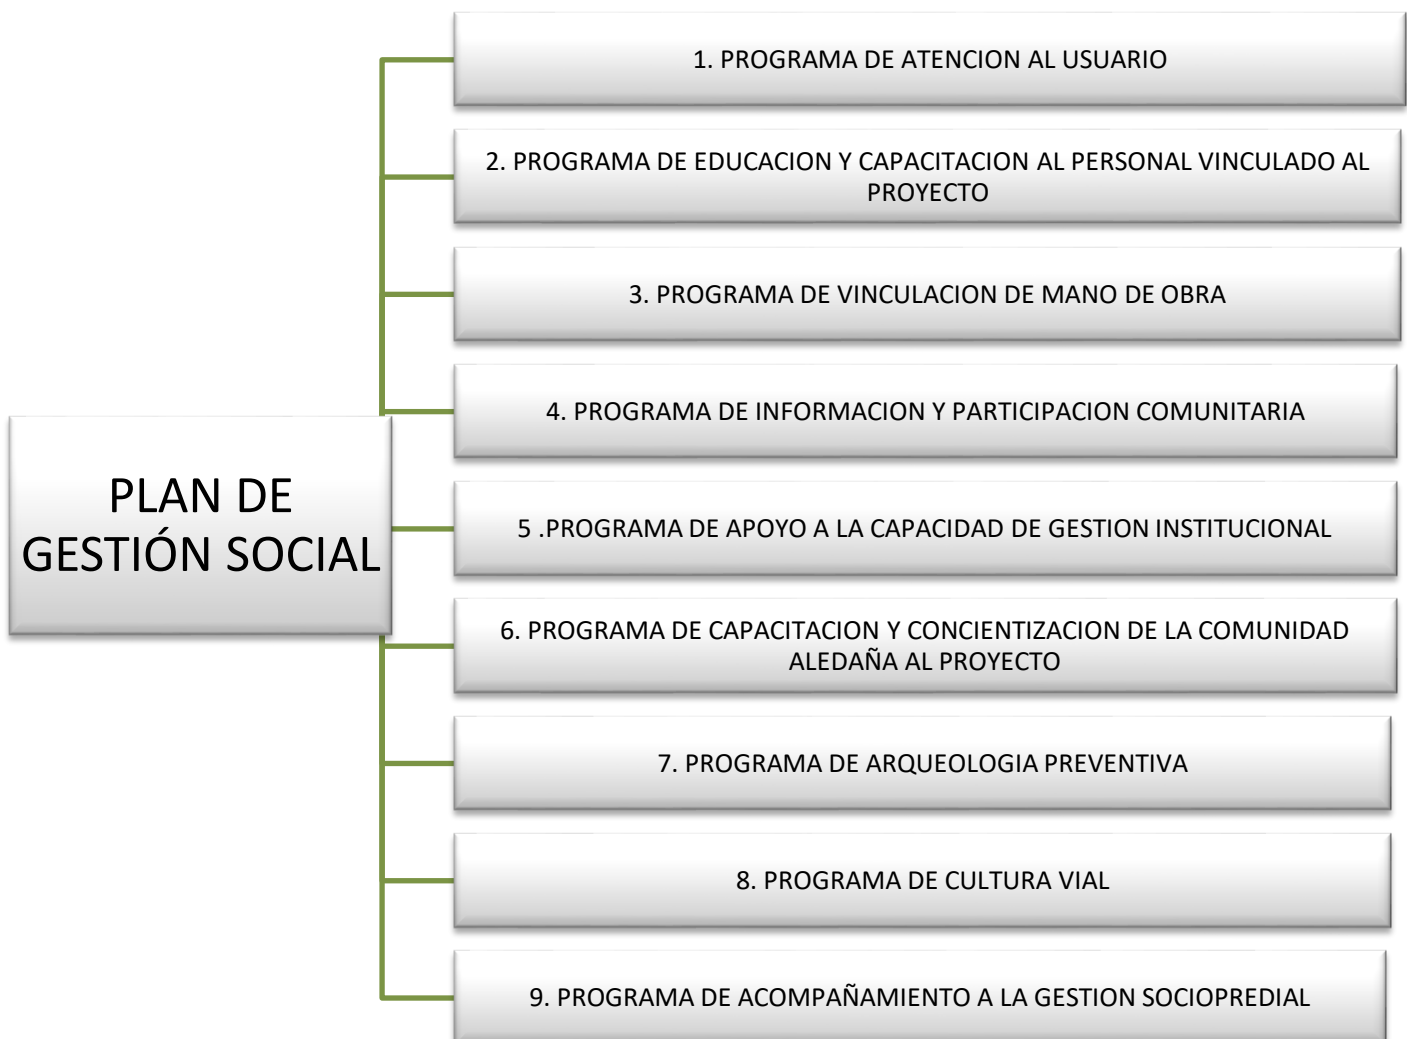 1. PROGRAMA DE ATENCION AL USUARIO
2. PROGRAMA DE EDUCACION Y CAPACITACION AL PERSONAL VINCULADO AL
PROYECTO
3. PROGRAMA DE VINCULACION DE MANO DE OBRA
4. PROGRAMA DE INFORMACION Y PARTICIPACION COMUNITARIA
PLAN DE
GESTIÓN SOCIAL
5 .PROGRAMA DE APOYO A LA CAPACIDAD DE GESTION INSTITUCIONAL
6. PROGRAMA DE CAPACITACION Y CONCIENTIZACION DE LA COMUNIDAD
ALEDAÑA AL PROYECTO
7. PROGRAMA DE ARQUEOLOGIA PREVENTIVA
8. PROGRAMA DE CULTURA VIAL
9. PROGRAMA DE ACOMPAÑAMIENTO A LA GESTION SOCIOPREDIAL